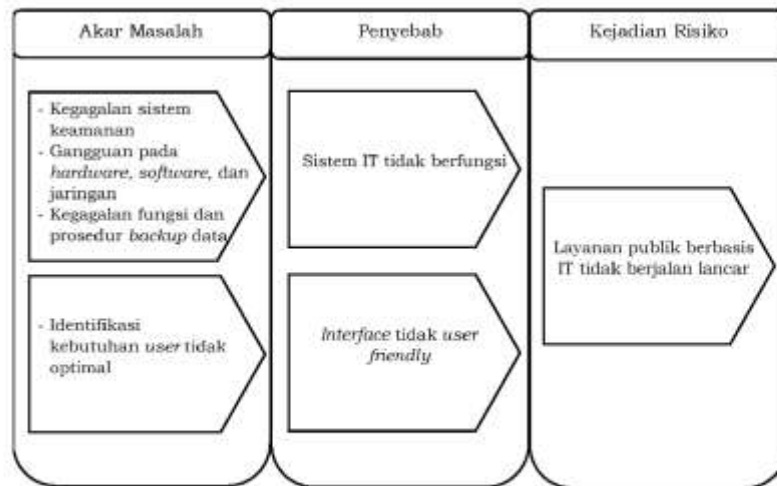 Akar Masalah
Penyebab
Kejadian Risiko
- Kegagalan sistem
keamanan
- Gangguan pada
hardware, software, dan
jaringan
- Kegagalan fungsi dan
prosedur backup data
Sistem IT tidak berfungsi
Layanan publik berbasis
IT tidak berjalan lancar
- Identifikasi
kebutuhan user tidak
optimal
Interface tidak user
friendly